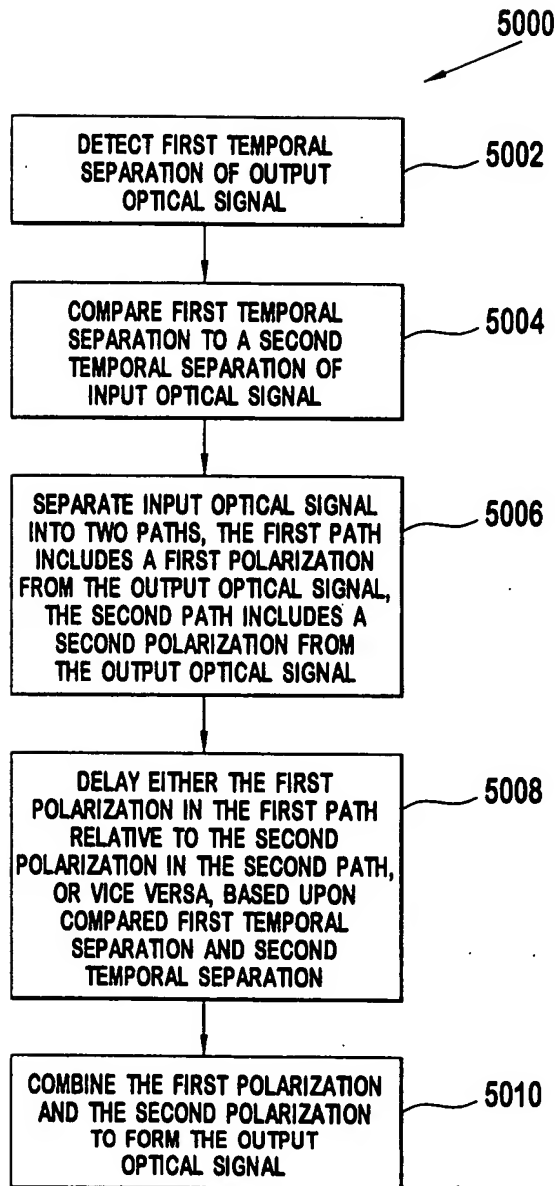 5000
DETECT FIRST TEMPORAL
SEPARATION OF OUTPUT
OPTICAL SIGNAL
5002
COMPARE FIRST TEMPORAL
SEPARATION TO A SECOND
TEMPORAL SEPARATION OF
INPUT OPTICAL SIGNAL
5004
SEPARATE INPUT OPTICAL SIGNAL
INTO TWO PATHS, THE FIRST PATH
INCLUDES A FIRST POLARIZATION
FROM THE OUTPUT OPTICAL SIGNAL,
THE SECOND PATH INCLUDES A
SECOND POLARIZATION FROM
THE OUTPUT OPTICAL SIGNAL
5006
DELAY EITHER THE FIRST
POLARIZATION IN THE FIRST PATH
RELATIVE TO THE SECOND
POLARIZATION IN THE SECOND PATH,
OR VICE VERSA, BASED UPON
COMPARED FIRST TEMPORAL
SEPARATION AND SECOND
TEMPORAL SEPARATION
5008
COMBINE THE FIRST POLARIZATION
AND THE SECOND POLARIZATION
TO FORM THE OUTPUT
OPTICAL SIGNAL
5010